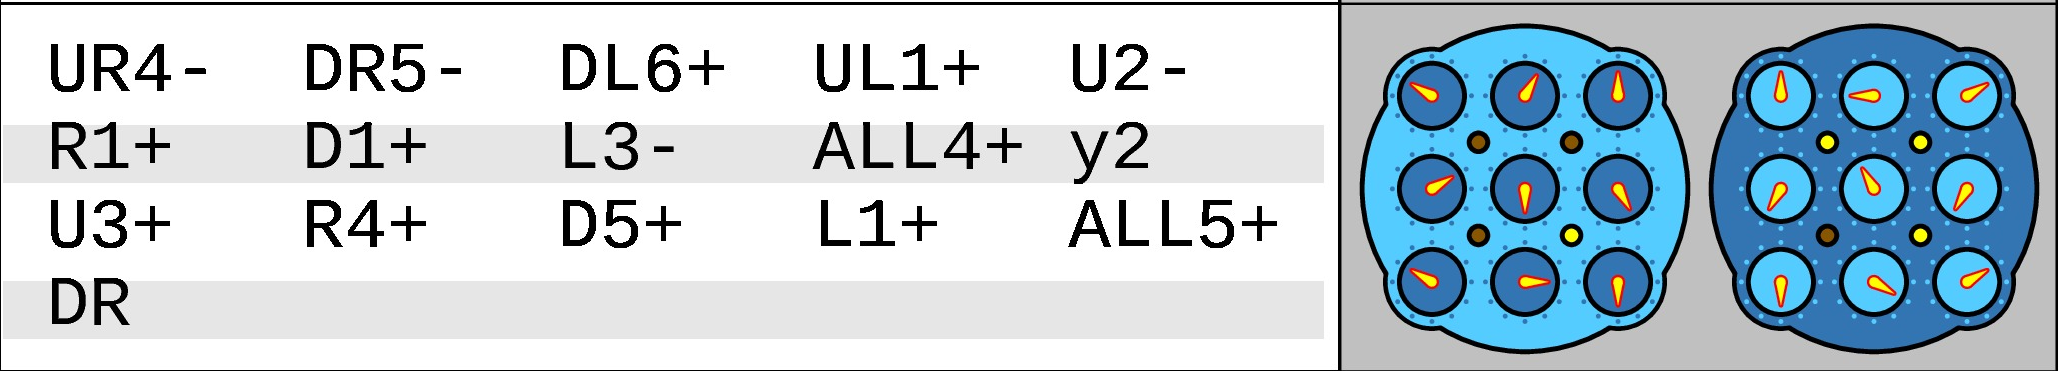 UR4- DR5- DL6+ UL1+ U2-
R1+ D1+ L3- ALL4+ y2
U3+ R4+ D5+ L1+ ALL5+
DR